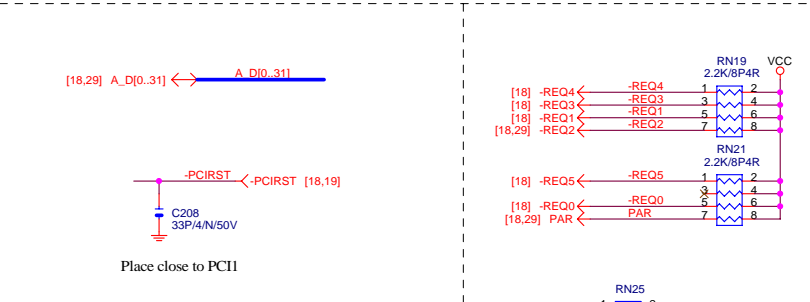 [18,29] A_D[0..31] A_D[0..31]
-PCIRST -PCIRST [18,19]
C208
33P/4/N/50V
Place close to PCI1
RN19 VCC
2.2K/8P4R
[18] -REQ4 -REQ4 1 2
[18] -REQ3 -REQ3 3 4
[18] -REQ1 -REQ1 5 6
[18,29] -REQ2 -REQ2 7 8
RN21
2.2K/8P4R
[18] -REQ5 -REQ5 1 2
3 4
[18] -REQ0 -REQ0 5 6
[18,29] PAR PAR 7 8
RN25